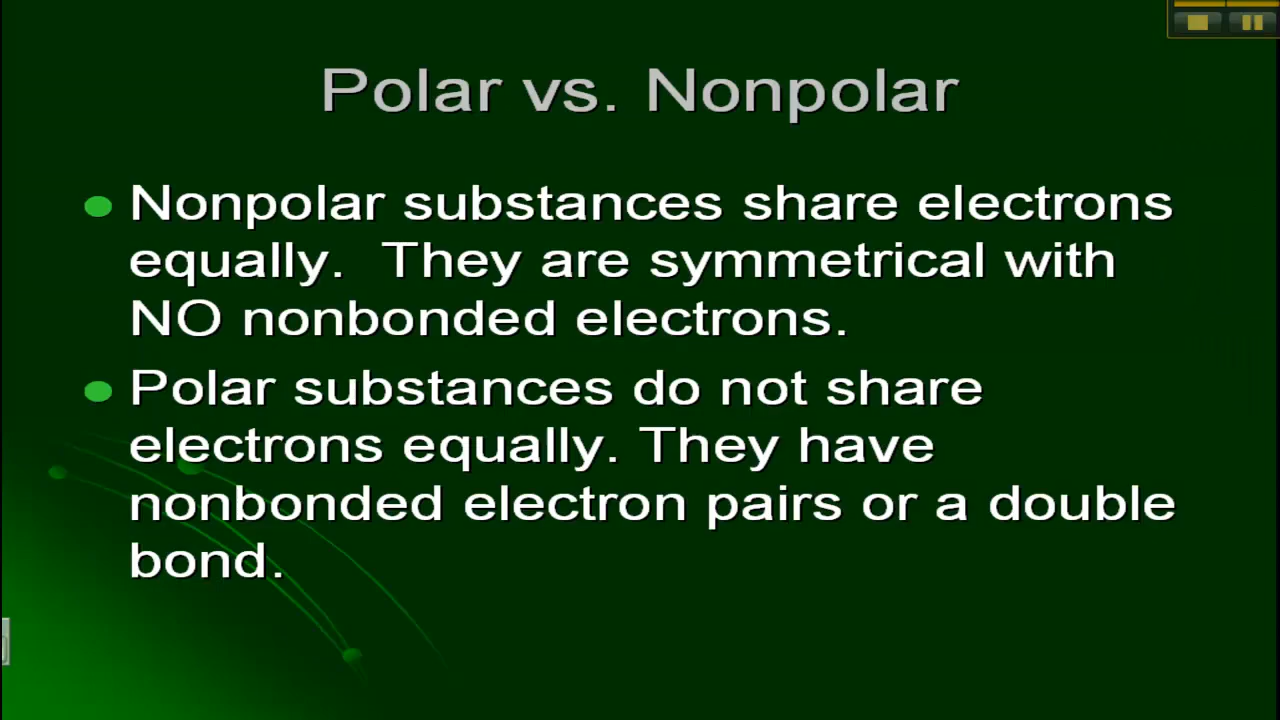 Polar vs. Nonpolar
Nonpolar substances share electrons
equally. They are symmetrical with
NO nonbonded electrons.
Polar substances do not share
electrons equally. They have
nonbonded electron pairs or a double
bond.